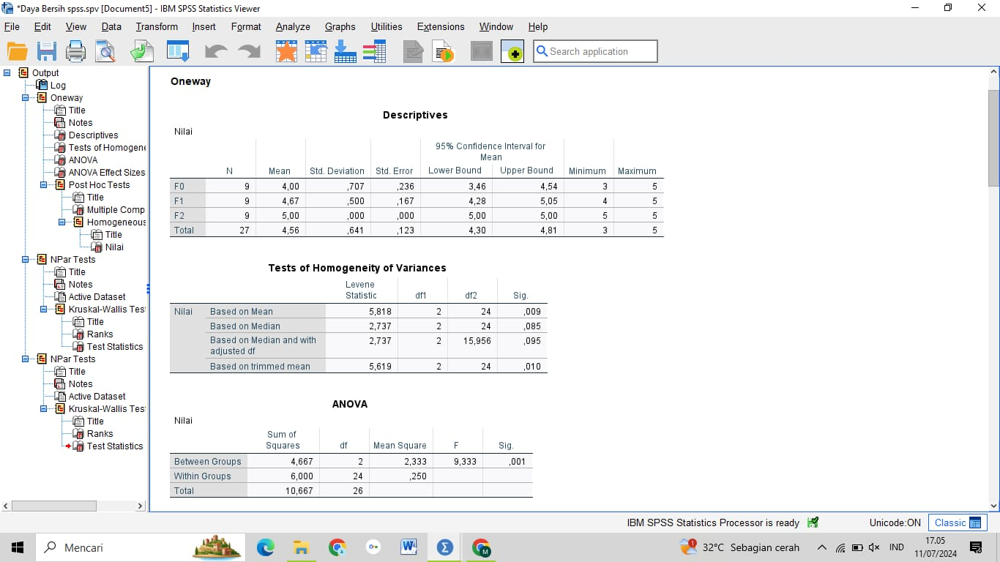 *Daya Bersih spss.spv [Document5] - IBM SPSS Statistics Viewer
File Edit View Data Transform Insert Format Analyze Graphs Utilities Extensions Window Help
Search application
Output
Log
Oneway
Title
Notes
Descriptives
Tests of Homogene
ANOVA
ANOVA Effect Sizes
Post Hoc Tests
Title
Multiple Comp
Homogeneous
Title
Nilai
NPar Tests
Title
Notes
Active Dataset
Kruskal-Wallis Test
Title
Ranks
Test Statistics
NPar Tests
Title
Notes
Active Dataset
Kruskal-Wallis Test
Title
Ranks
Test Statistics
Oneway
Descriptives
Nilai
95% Confidence Interval for
Mean
N Mean Std. Deviation Std. Error Lower Bound Upper Bound Minimum Maximum
F0 9 4,00 ,707 ,236 3,46 4,54 3 5
F1 9 4,67 ,500 ,167 4,28 5,05 4 5
F2 9 5,00 ,000 ,000 5,00 5,00 5 5
Total 27 4,56 ,641 ,123 4,30 4,81 3 5
Tests of Homogeneity of Variances
Levene
Statistic df1 df2 Sig.
Nilai Based on Mean 5,818 2 24 ,009
Based on Median 2,737 2 24 ,085
Based on Median and with 2,737 2 15,956 ,095
adjusted df
Based on trimmed mean 5,619 2 24 ,010
ANOVA
Nilai
Sum of
Squares df Mean Square F Sig.
Between Groups 4,667 2 2,333 9,333 ,001
Within Groups 6,000 24 ,250
Total 10,667 26
IBM SPSS Statistics Processor is ready Unicode:ON Classic
Mencari
W
Σ
M
1
32°C Sebagian cerah
IND
17.05
11/07/2024